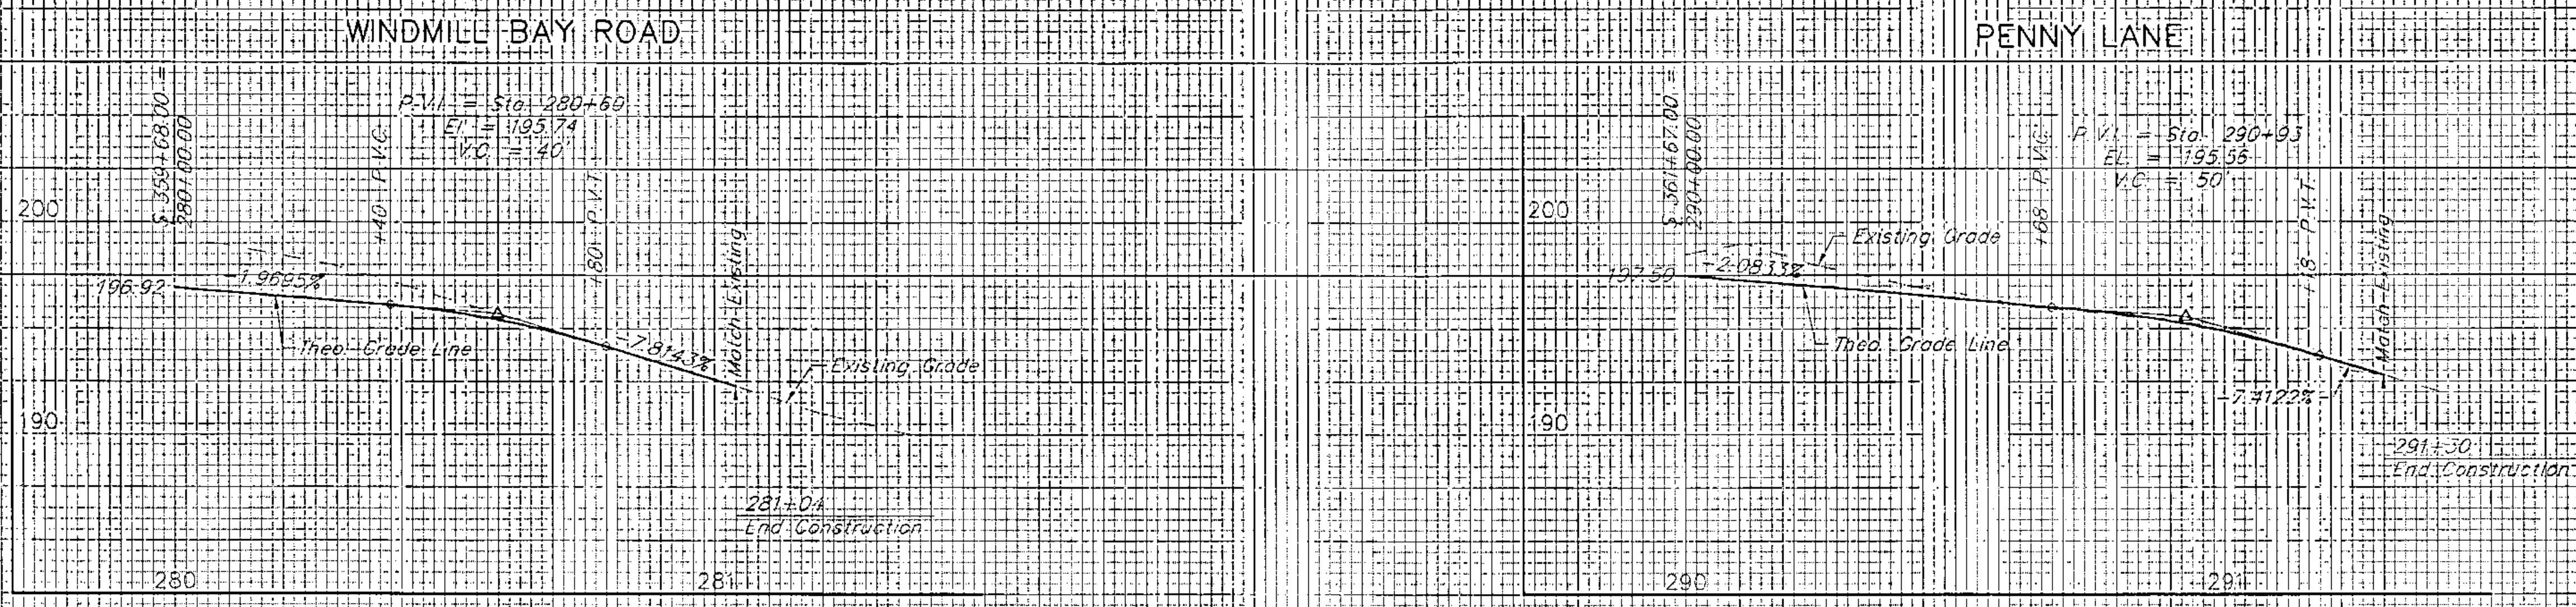 WINDMILL BAY ROAD
359+68.00 =
280+00.00
+40 P.V.C.
P.V.I. = Sta. 280+60
El. = 195.74
V.C. = 40'
+80 P.V.T.
200
196.92
-1.9695%
Theo. Grade Line
-7.8143%
Match Existing
Existing Grade
190
281+04
End Construction
280
281
PENNY LANE
361+67.00 =
290+00.00
+68 P.V.C.
P.V.I. = Sta. 290+93
El. = 195.56
V.C. = 50'
+18 P.V.T.
200
197.50
-2.0833%
Existing Grade
Theo. Grade Line
Match Existing
-7.4122%
190
291+30
End Construction
290
291